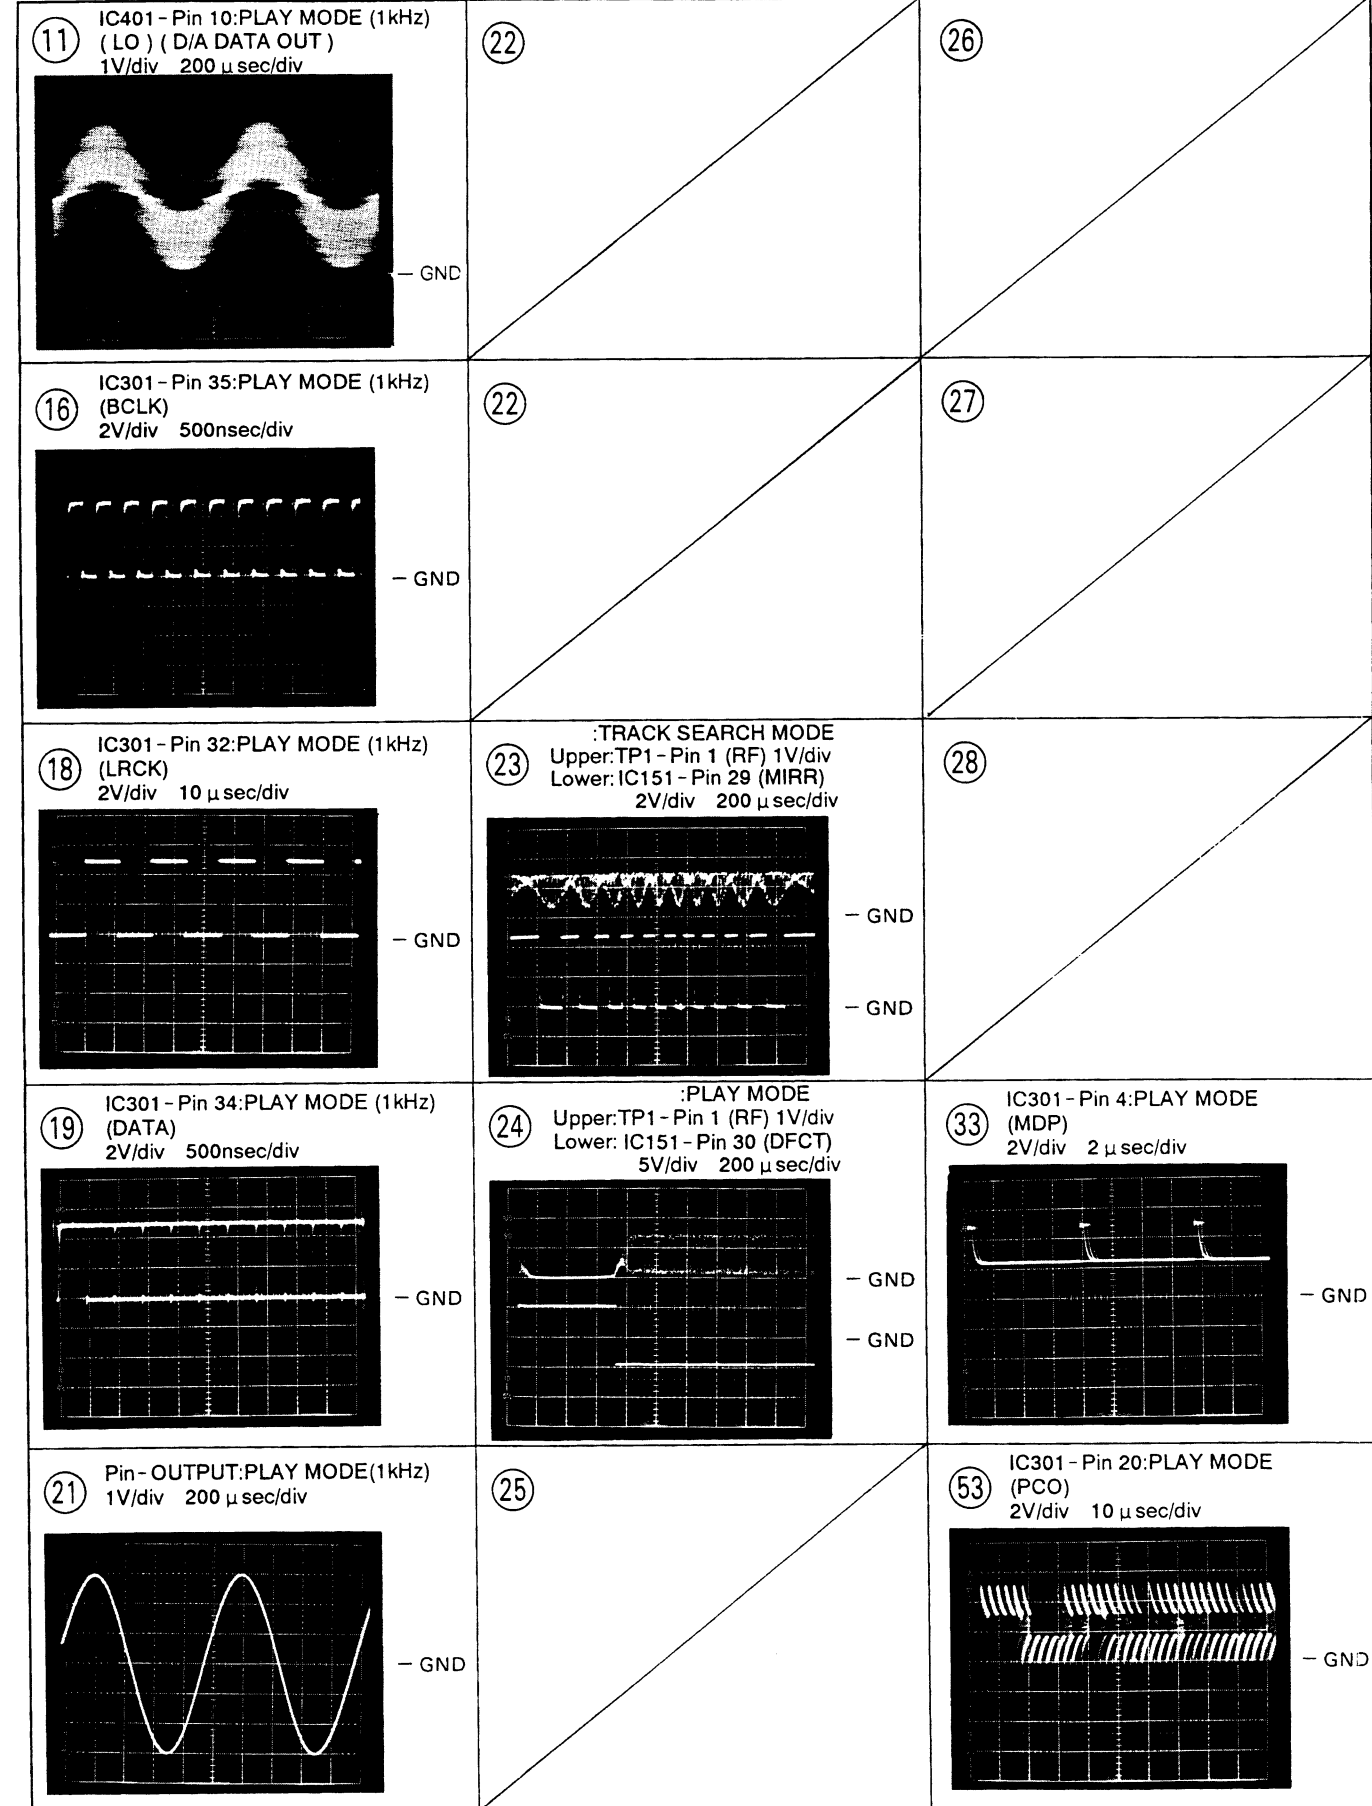 11
IC401-Pin 10:PLAY MODE (1kHz)
(LO) (D/A DATA OUT)
1V/div 200 µsec/div
— GND
22
26
16
IC301-Pin 35:PLAY MODE (1kHz)
(BCLK)
2V/div 500nsec/div
— GND
22
27
18
IC301-Pin 32:PLAY MODE (1kHz)
(LRCK)
2V/div 10 µsec/div
— GND
23
:TRACK SEARCH MODE
Upper:TP1-Pin 1 (RF) 1V/div
Lower:IC151-Pin 29 (MIRR)
2V/div 200 µsec/div
— GND
— GND
28
19
IC301-Pin 34:PLAY MODE (1kHz)
(DATA)
2V/div 500nsec/div
— GND
24
:PLAY MODE
Upper:TP1-Pin 1 (RF) 1V/div
Lower: IC151-Pin 30 (DFCT)
5V/div 200 µsec/div
— GND
— GND
33
IC301-Pin 4:PLAY MODE
(MDP)
2V/div 2 µsec/div
— GND
21
Pin-OUTPUT:PLAY MODE(1kHz)
1V/div 200 µsec/div
— GND
25
53
IC301-Pin 20:PLAY MODE
(PCO)
2V/div 10 µsec/div
— GND